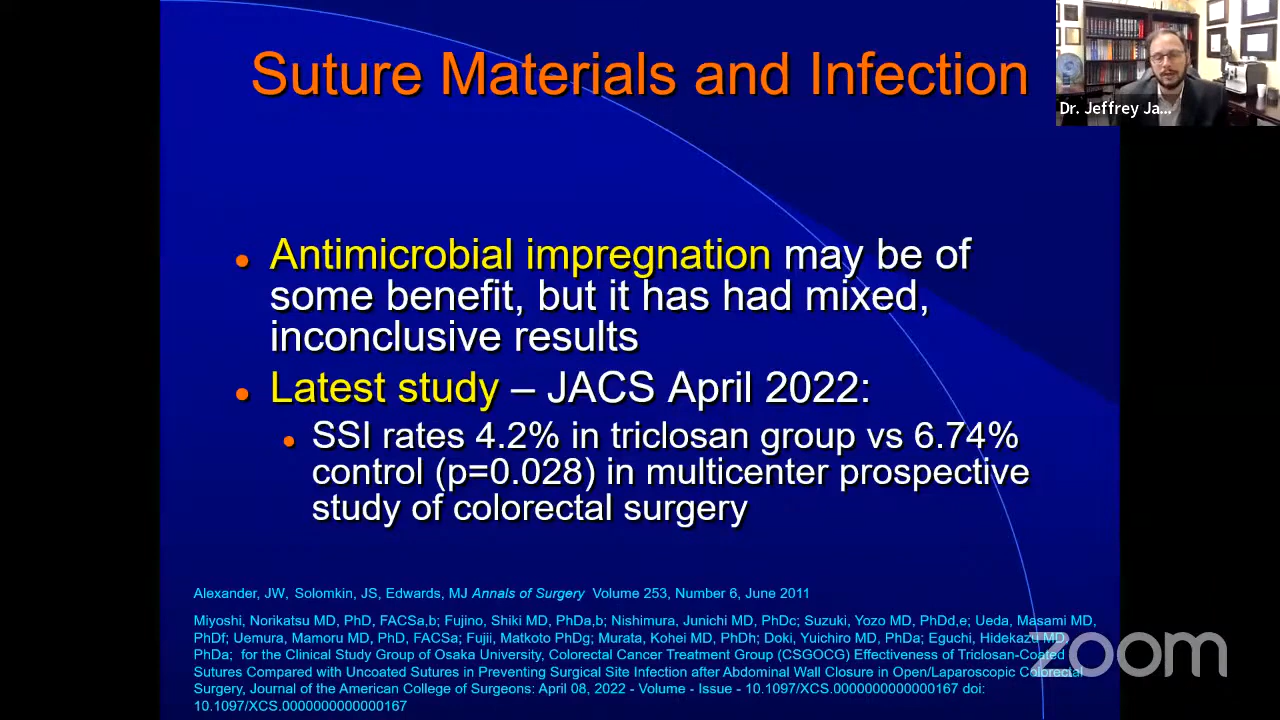 Suture Materials and Infection
Dr. Jeffrey Ja...
• Antimicrobial impregnation may be of
some benefit, but it has had mixed,
inconclusive results
• Latest study – JACS April 2022:
• SSI rates 4.2% in triclosan group vs 6.74%
control (p=0.028) in multicenter prospective
study of colorectal surgery
Alexander, JW, Solomkin, JS, Edwards, MJ Annals of Surgery Volume 253, Number 6, June 2011
Miyoshi, Norikatsu MD, PhD, FACSa,b; Fujino, Shiki MD, PhDa,b; Nishimura, Junichi MD, PhDc; Suzuki, Yozo MD, PhDd,e; Ueda, Masami MD,
PhDf; Uemura, Mamoru MD, PhD, FACSa; Fujii, Matkoto PhDg; Murata, Kohei MD, PhDh; Doki, Yuichiro MD, PhDa; Eguchi, Hidekazu MD,
PhDa; for the Clinical Study Group of Osaka University, Colorectal Cancer Treatment Group (CSGOCG) Effectiveness of Triclosan-Coated
Sutures Compared with Uncoated Sutures in Preventing Surgical Site Infection after Abdominal Wall Closure in Open/Laparoscopic Colorectal
Surgery, Journal of the American College of Surgeons: April 08, 2022 - Volume - Issue - 10.1097/XCS.0000000000000167 doi:
10.1097/XCS.0000000000000167
zoom